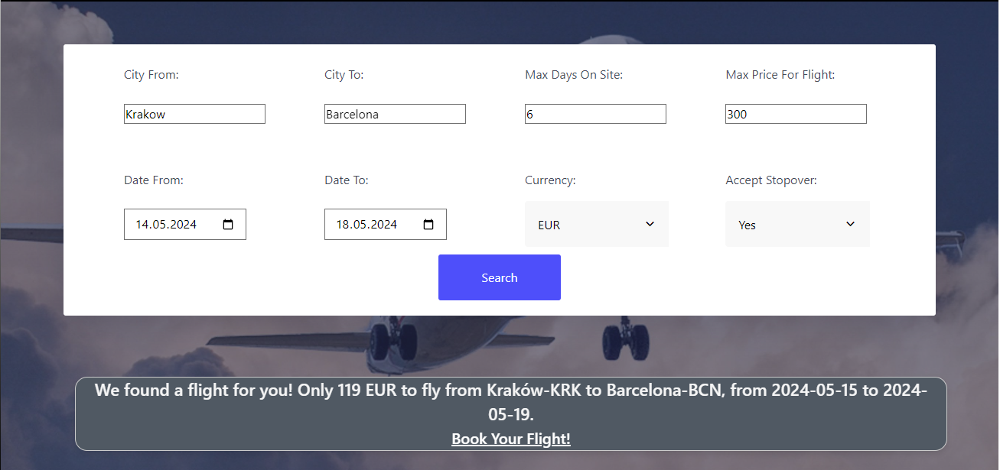 City From: City To: Max Days On Site: Max Price For Flight:
Krakow Barcelona 6 300
Date From: Date To: Currency: Accept Stopover:
14.05.2024 18.05.2024 EUR Yes
Search
We found a flight for you! Only 119 EUR to fly from Kraków-KRK to Barcelona-BCN, from 2024-05-15 to 2024-
05-19.
Book Your Flight!